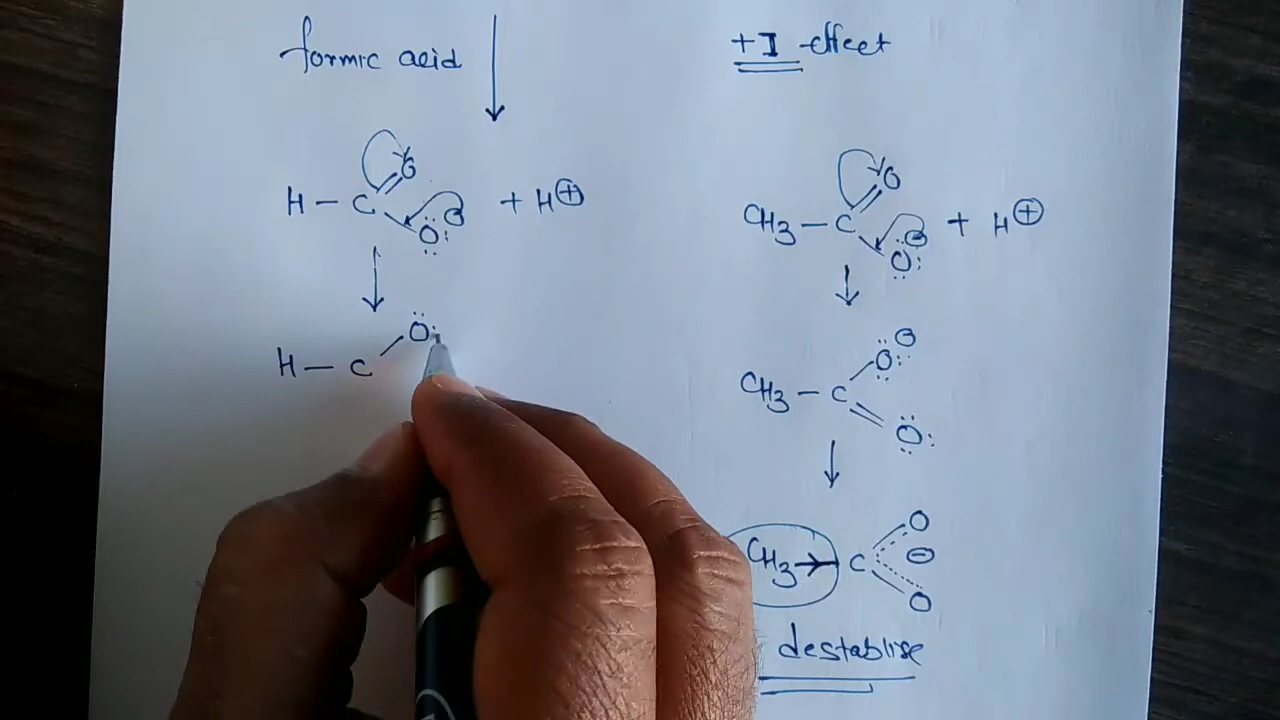 formic acid
+I -effect
O
H – C
O
+ H⊕
O
CH3 – C
O
+ H⊕
O
H – C
O
CH3 – C
O
O
CH3 → C
⊖
O
destablise